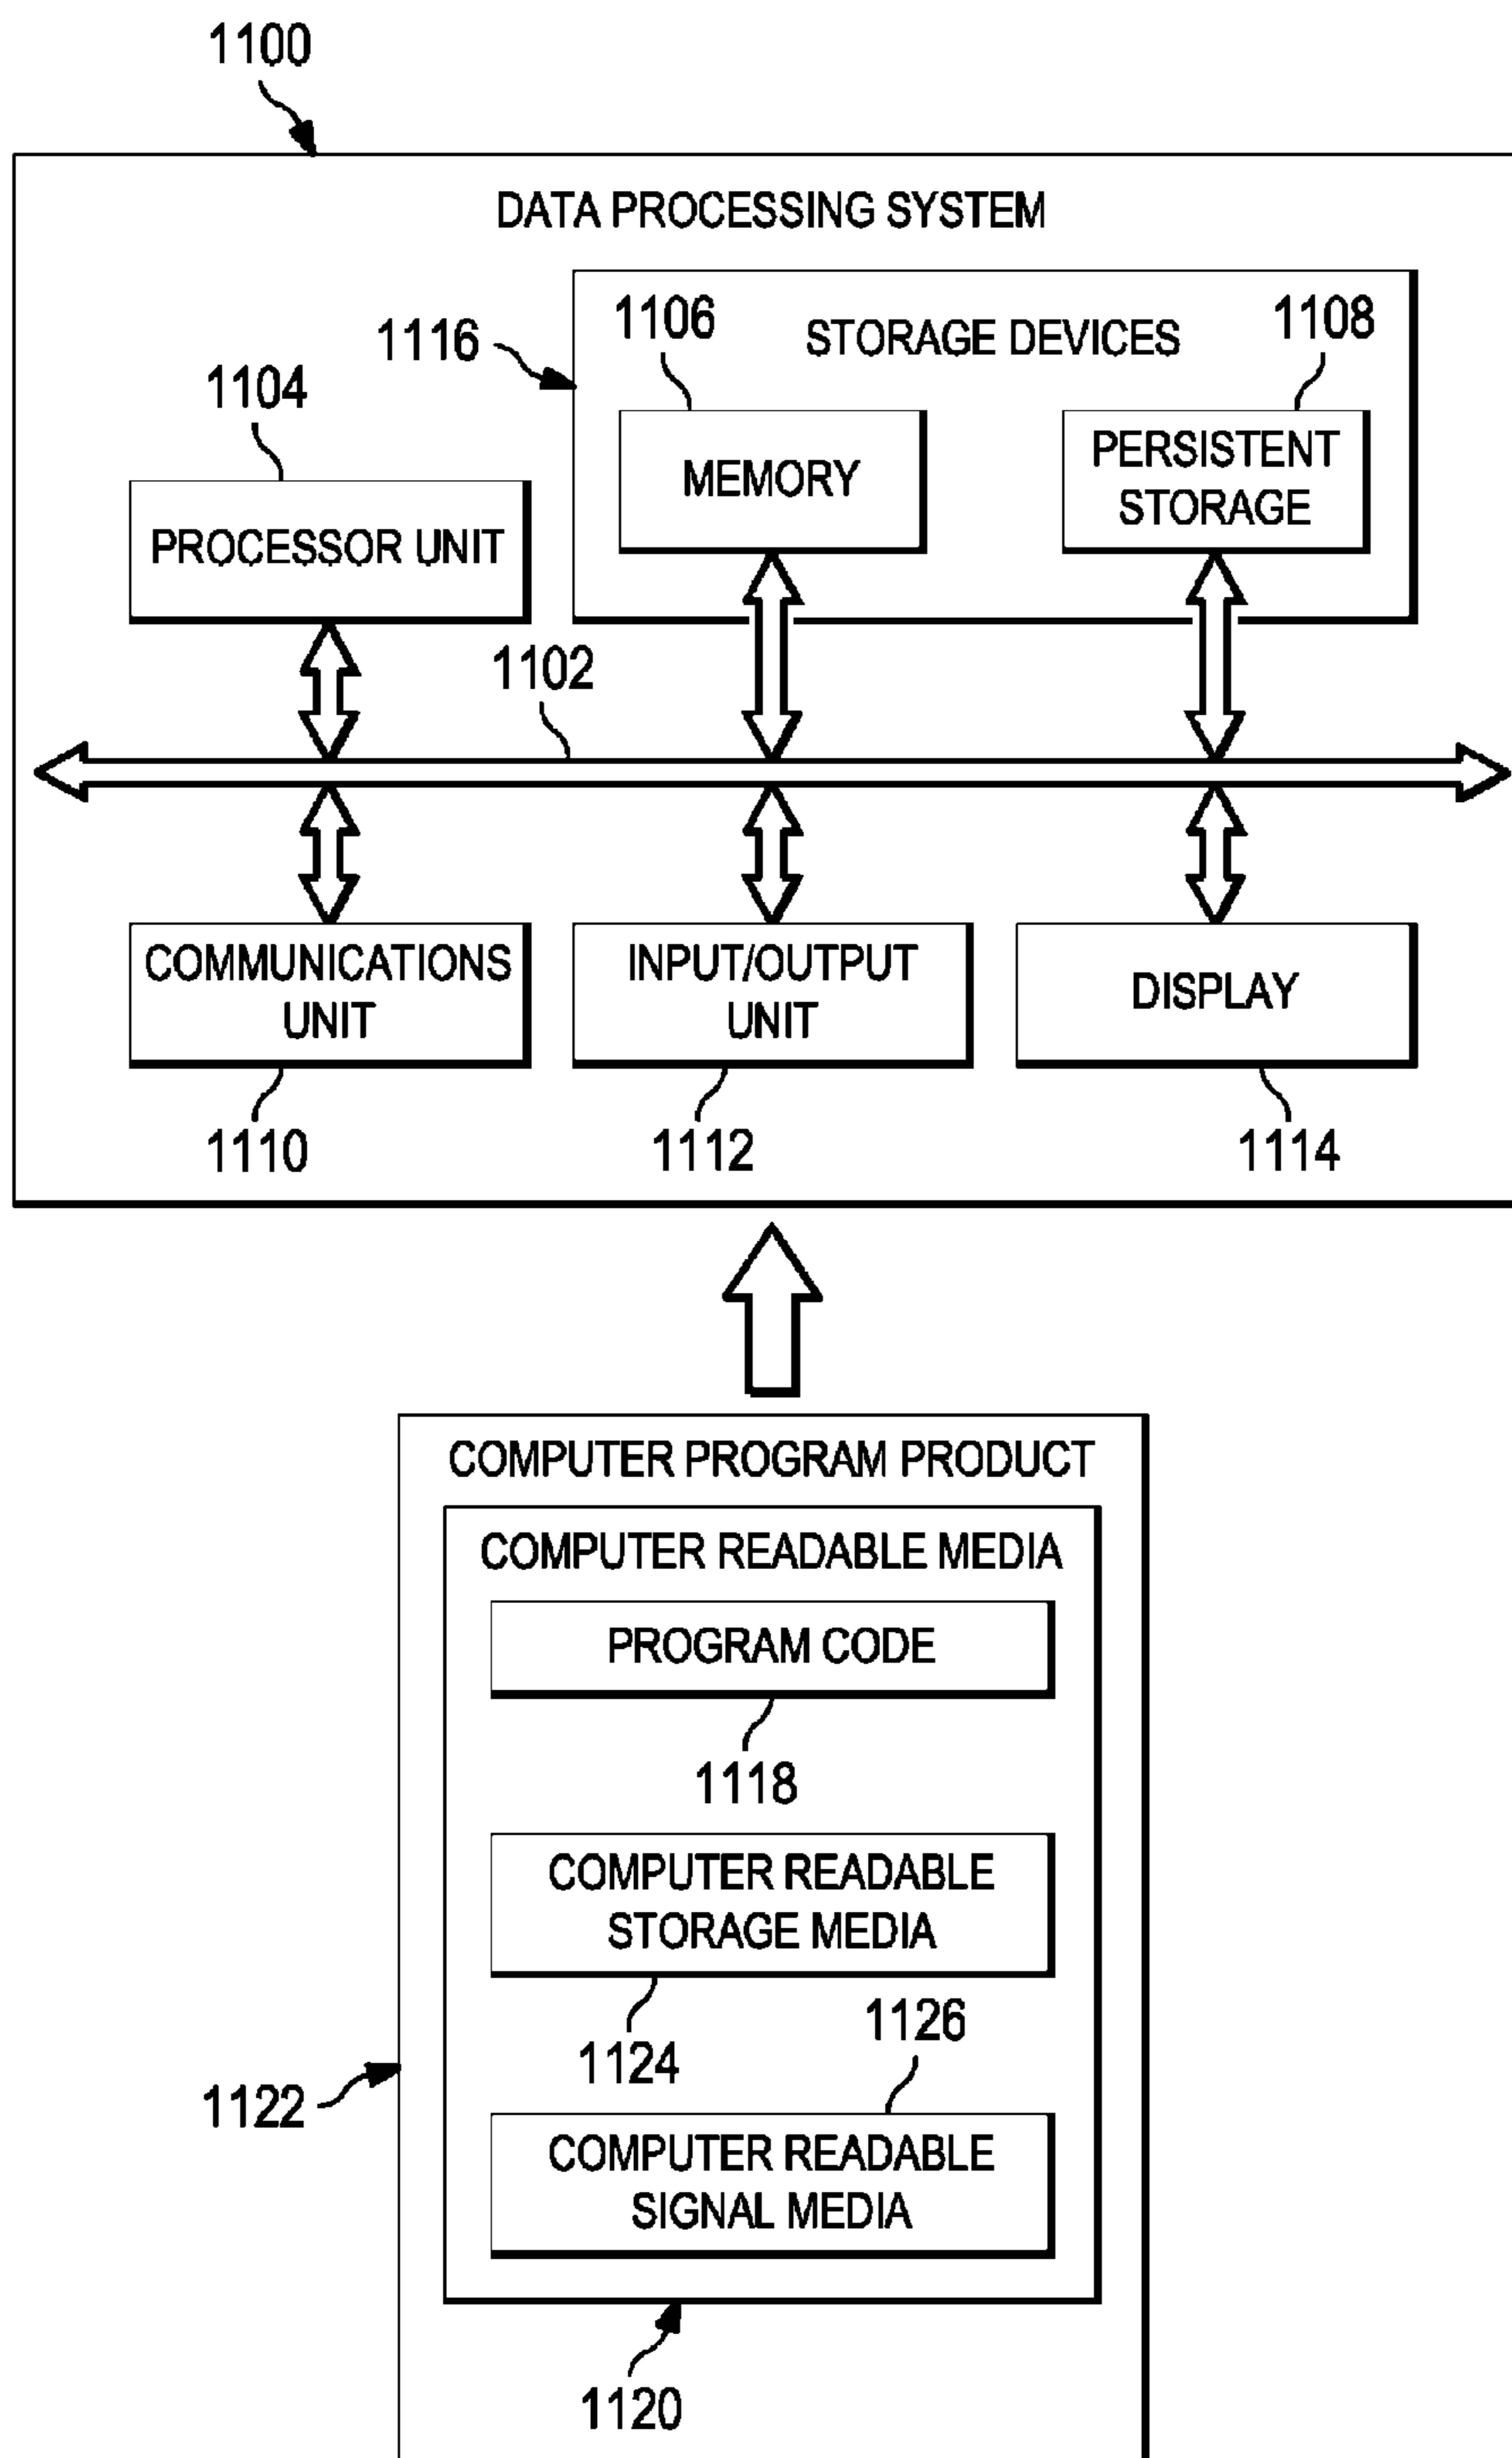 1100
DATA PROCESSING SYSTEM
1116
1106
STORAGE DEVICES
1108
1104
MEMORY
PERSISTENT
STORAGE
PROCESSOR UNIT
1102
COMMUNICATIONS
UNIT
INPUT/OUTPUT
UNIT
DISPLAY
1110
1112
1114
COMPUTER PROGRAM PRODUCT
COMPUTER READABLE MEDIA
PROGRAM CODE
1118
COMPUTER READABLE
STORAGE MEDIA
1124
1126
1122
COMPUTER READABLE
SIGNAL MEDIA
1120